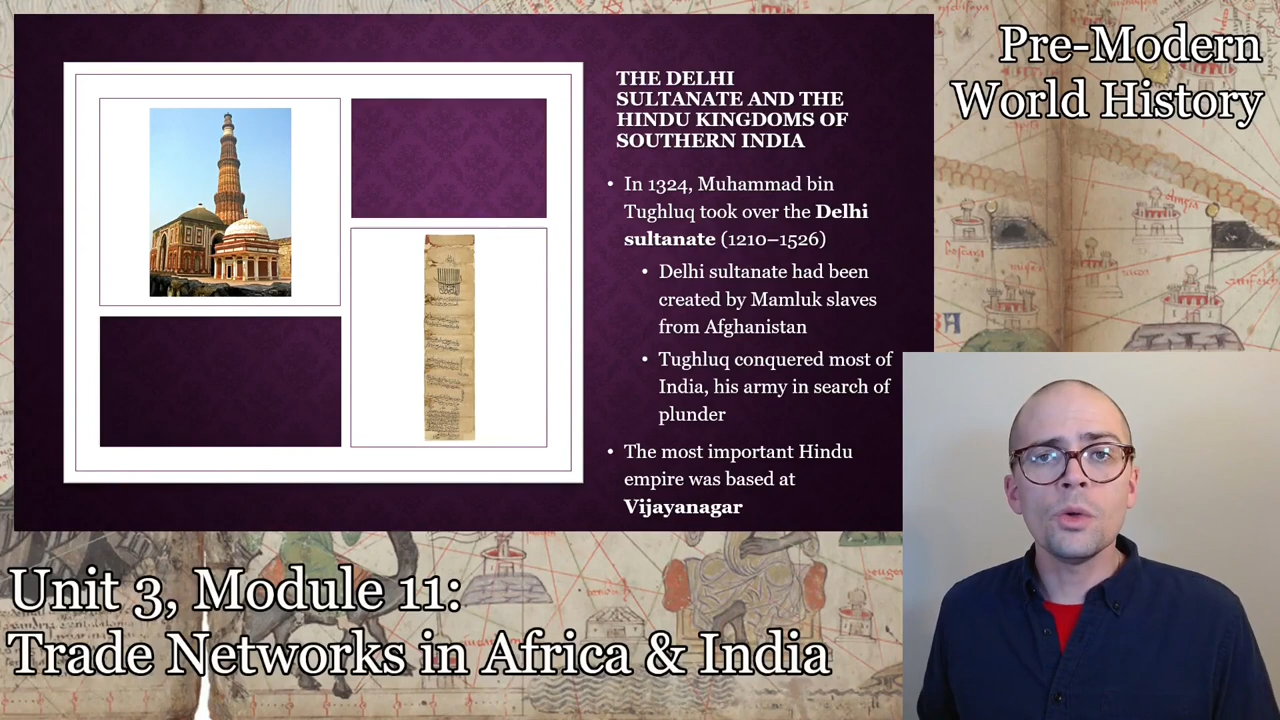 Pre-Modern
World History
THE DELHI
SULTANATE AND THE
HINDU KINGDOMS OF
SOUTHERN INDIA
• In 1324, Muhammad bin
Tughluq took over the Delhi
sultanate (1210–1526)
• Delhi sultanate had been
created by Mamluk slaves
from Afghanistan
• Tughluq conquered most of
India, his army in search of
plunder
• The most important Hindu
empire was based at
Vijayanagar
Unit 3, Module 11:
Trade Networks in Africa & India